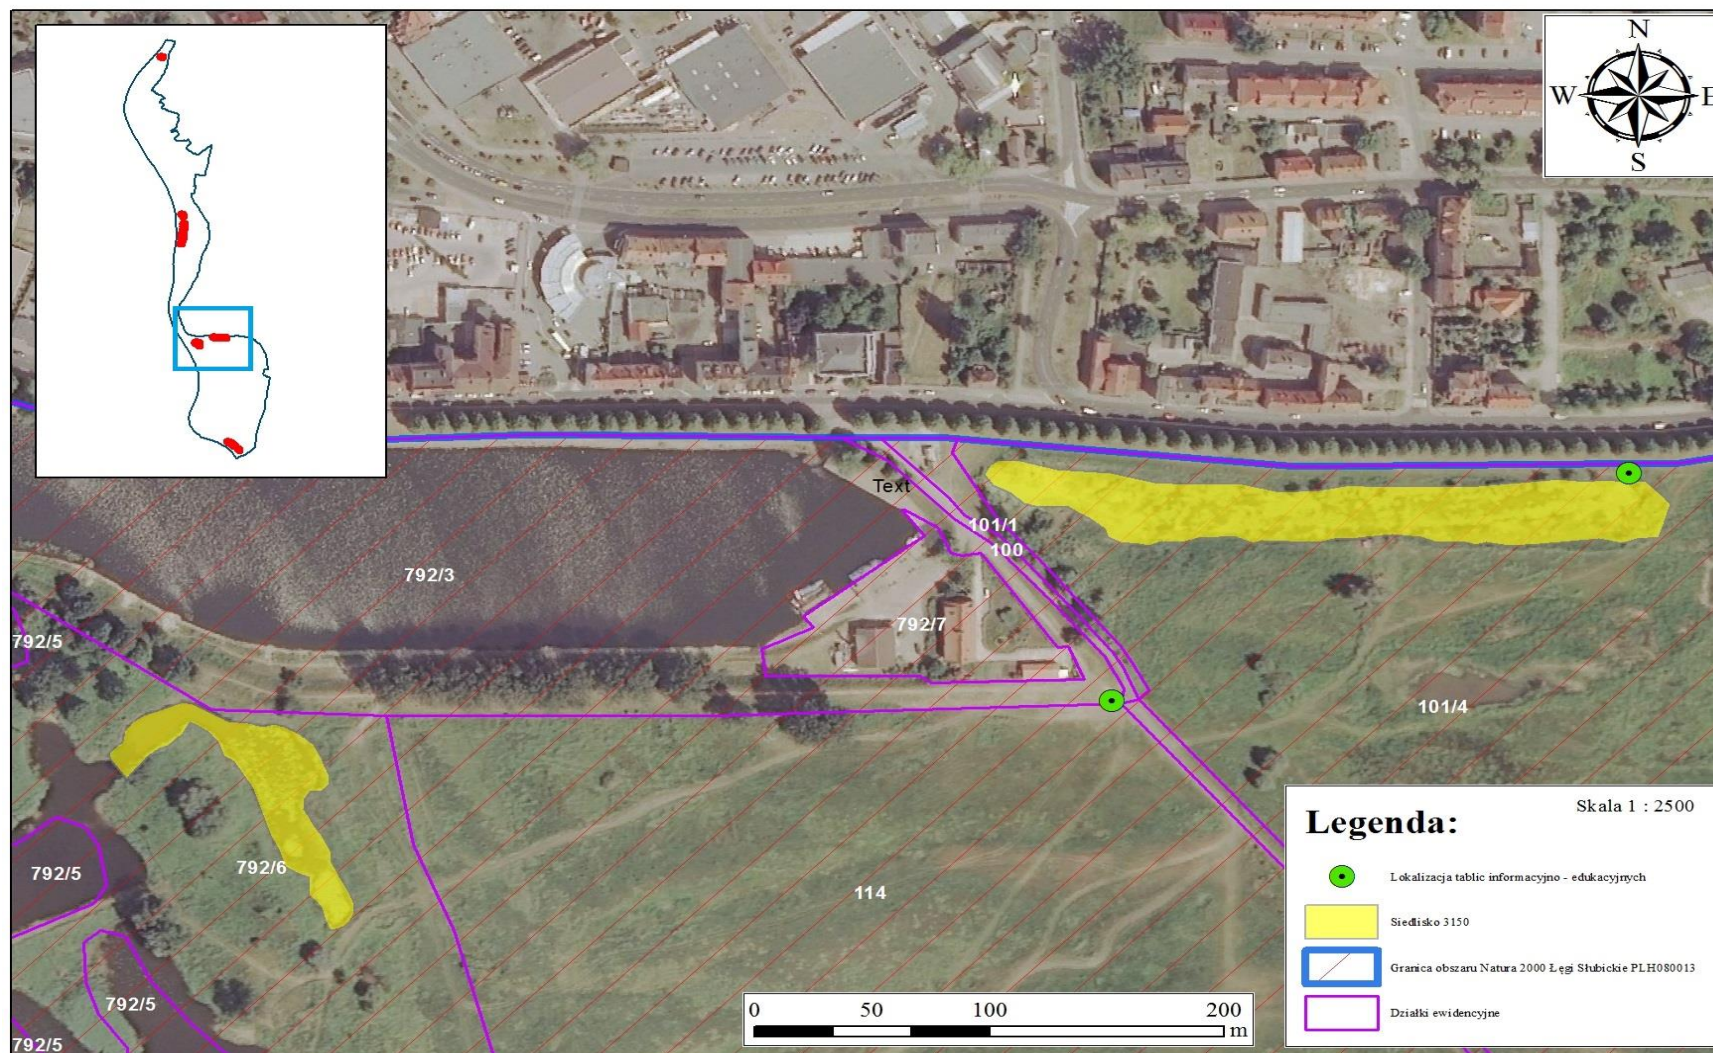 N
W E
S
Text
101/1
100
792/3
792/7
792/5
101/4
792/6
792/5
114
792/5
792/5
Skala 1 : 2500
Legenda:
Lokalizacja tablic informacyjno - edukacyjnych
Siedlisko 3150
Granica obszaru Natura 2000 Łęgi Słubickie PLH080013
Działki ewidencyjne
0 50 100 200
m